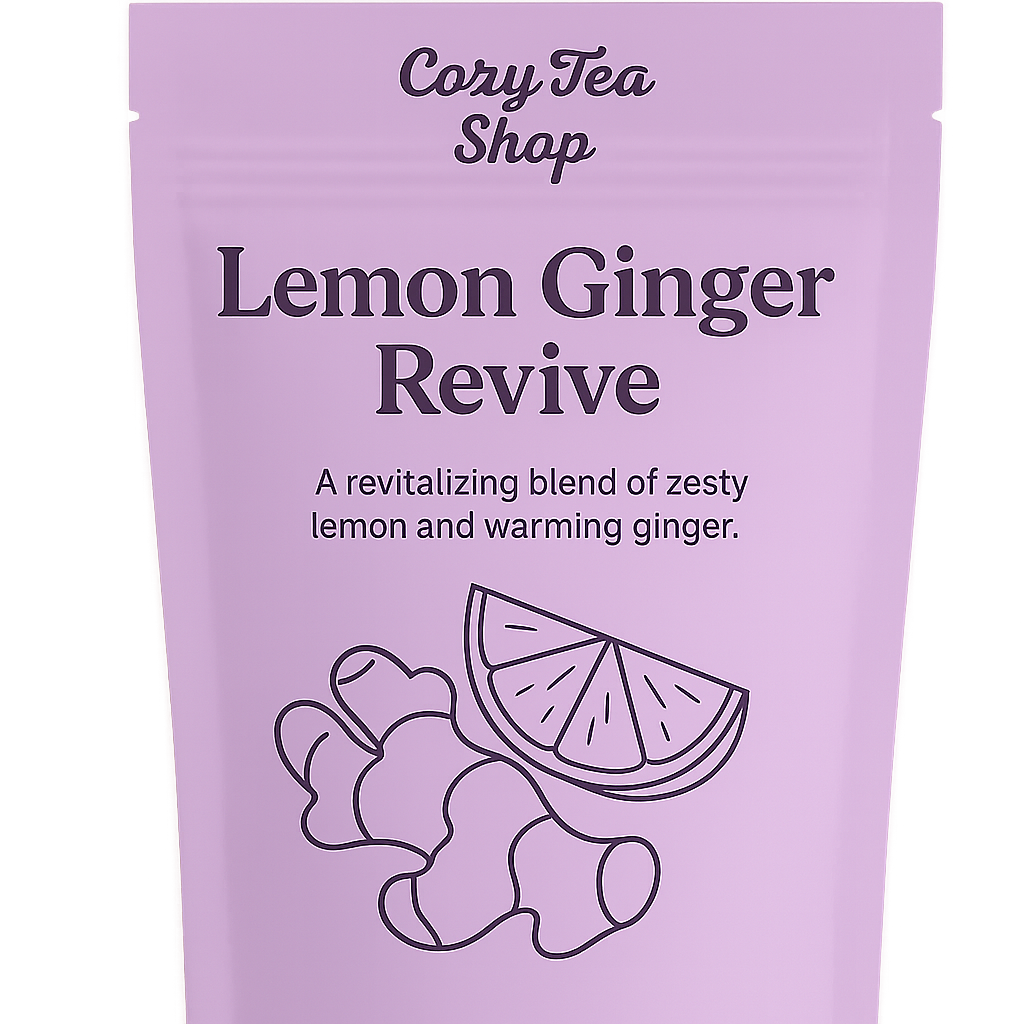 Cozy Tea
Shop
Lemon Ginger
Revive
A revitalizing blend of zesty
lemon and warming ginger.